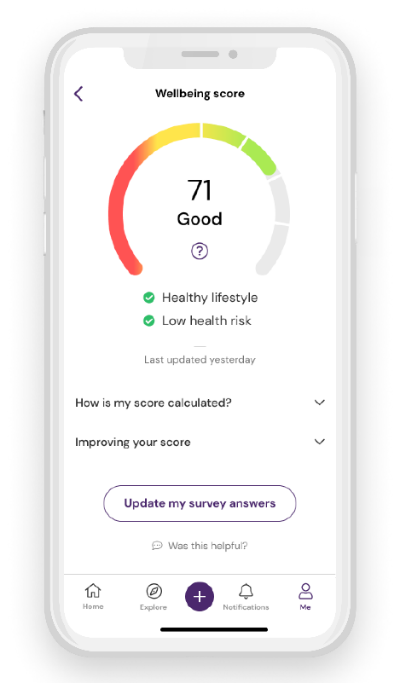 Wellbeing score
71
Good
?
Healthy lifestyle
Low health risk
Last updated yesterday
How is my score calculated?
Improving your score
Update my survey answers
Was this helpful?
Home
Explore
Notifications
Me